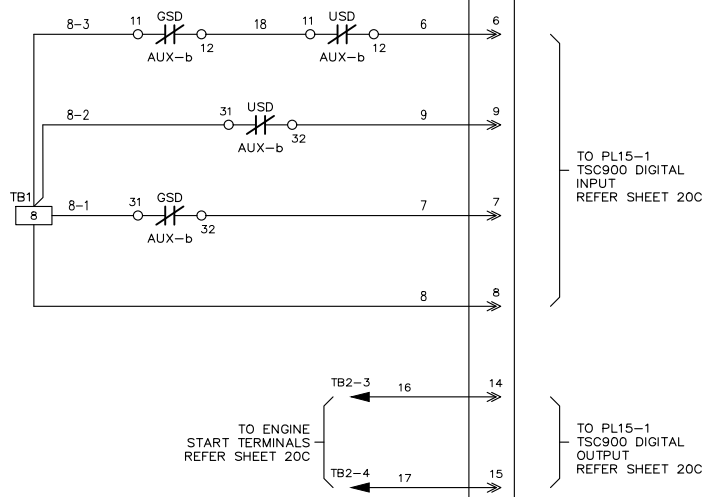 8-3 11 GSD 12 AUX-b 18 11 USD 12 AUX-b 6 6
8-2 31 USD 32 AUX-b 9 9
TB1
8
8-1 31 GSD 32 AUX-b 7 7
8 8
TO PL15-1
TSC900 DIGITAL
INPUT
REFER SHEET 20C
TB2-3 16 14
TO ENGINE
START TERMINALS
REFER SHEET 20C
TB2-4 17 15
TO PL15-1
TSC900 DIGITAL
OUTPUT
REFER SHEET 20C